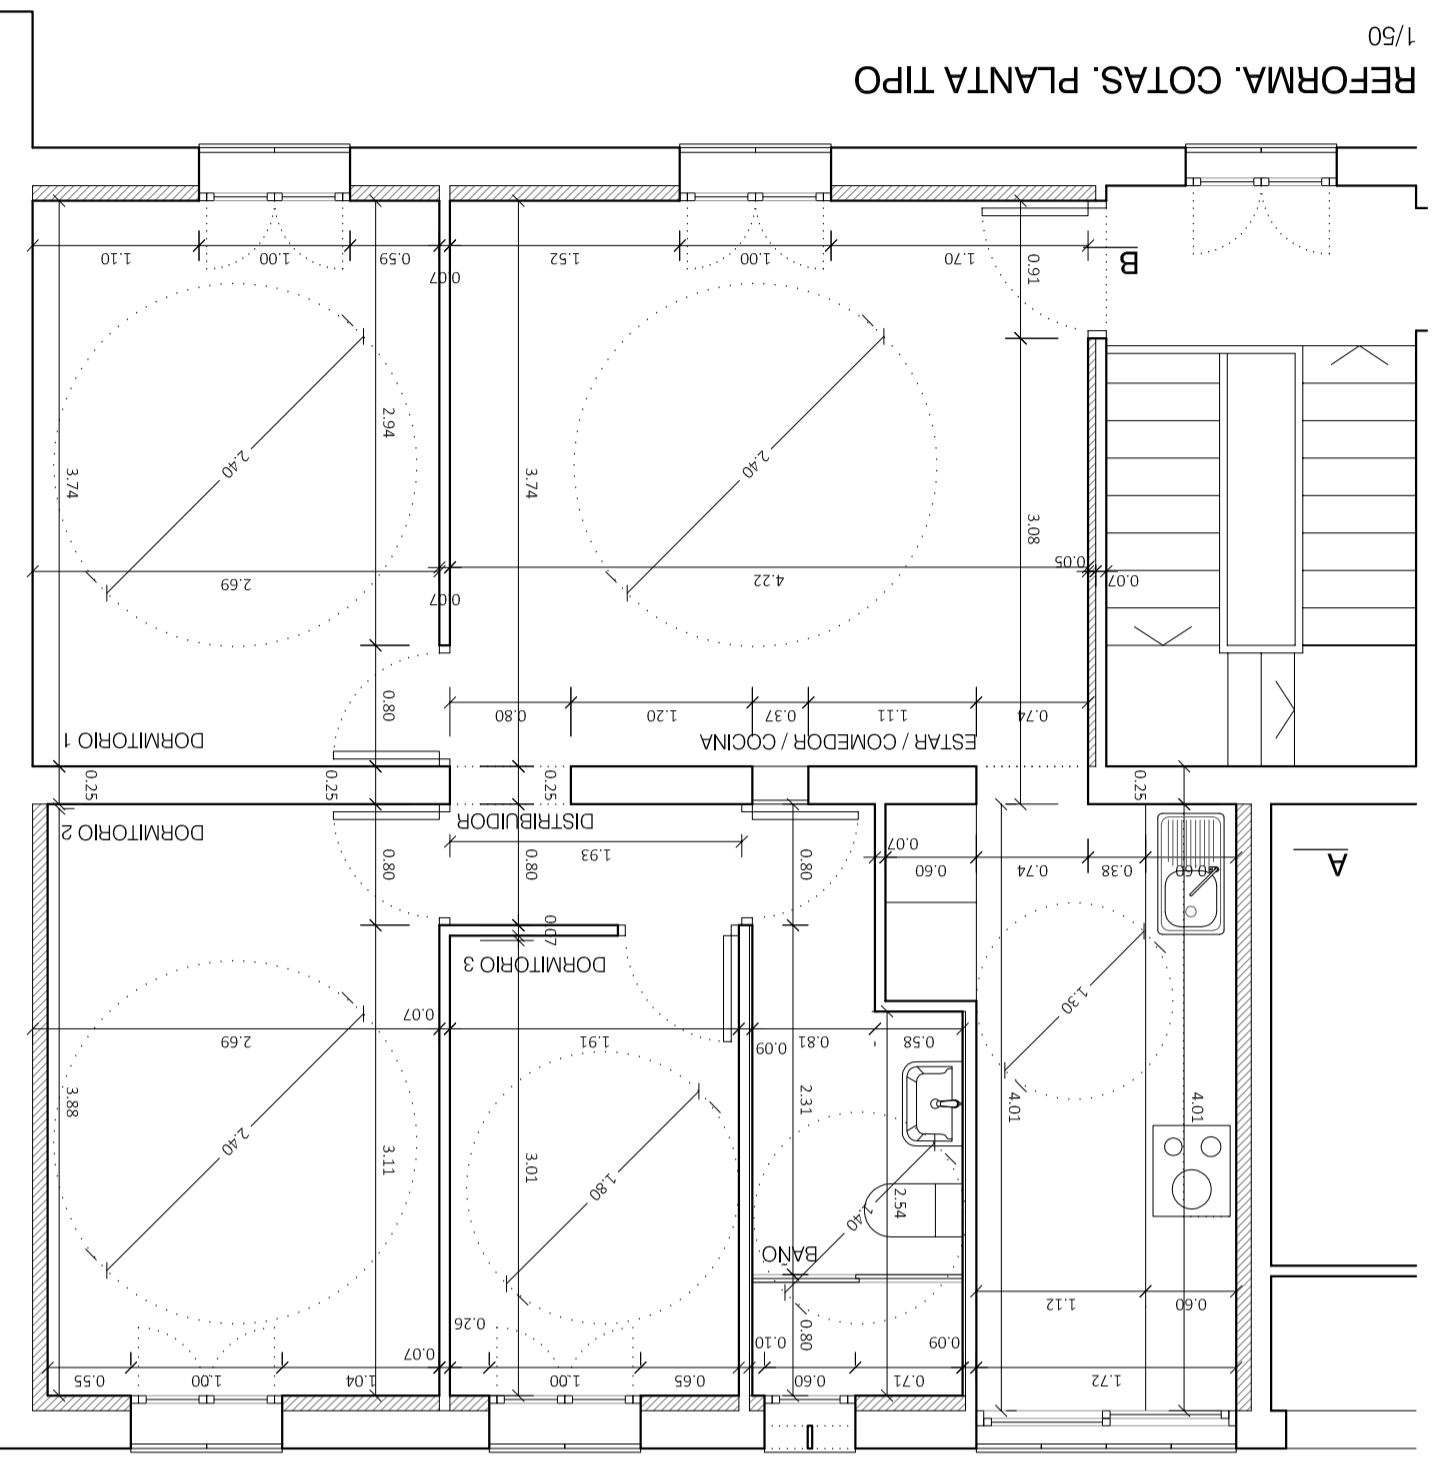 1.72 0.71 0.60 0.65 1.00 1.04 1.00 0.55
0.09 0.80 0.10 0.26 0.07
0.60 1.12
BAÑO
1.40 2.54 1.80 3.01 3.11 2.40
4.01 4.01 2.31 3.88
0.58 0.81 0.09 1.91 0.07 2.69
1.30
DORMITORIO 3
0.07
0.60 0.38 0.74 0.60 0.07 0.80 0.80 0.80
A
1.93
DISTRIBUIDOR
DORMITORIO 2
0.25 0.25 0.25 0.25
ESTAR / COMEDOR / COCINA
DORMITORIO 1
0.74 1.11 0.37 1.20 0.80 0.80
0.07 0.05 4.22 0.07 2.69
3.08
2.40 3.74 2.94 2.40 3.74
B
0.91
1.70 1.00 1.52 0.07 0.59 1.00 1.10
REFORMA. COTAS. PLANTA TIPO
1/50